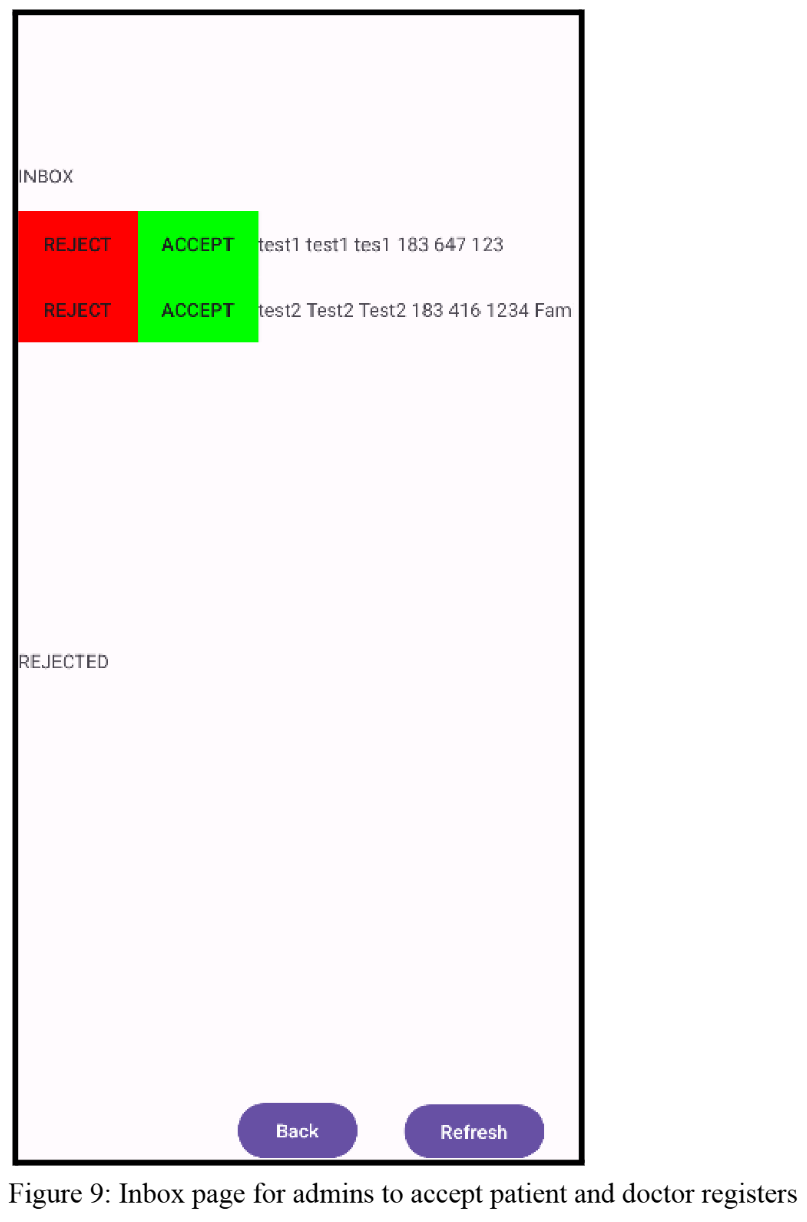 INBOX
REJECT ACCEPT test1 test1 tes1 183 647 123
REJECT ACCEPT test2 Test2 Test2 183 416 1234 Fam
REJECTED
Back Refresh
Figure 9: Inbox page for admins to accept patient and doctor registers